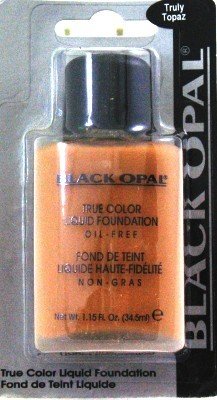 Truly
Topaz
BLACK OPAL
BLACK OPAL®
TRUE COLOR
LIQUID FOUNDATION
OIL-FREE
FOND DE TEINT
LIQUIDE HAUTE-FIDÉLITÉ
NON-GRAS
Net Wt. 1.15 Fl. Oz. (34.5ml)
True Color Liquid Foundation
Fond de Teint Liquide